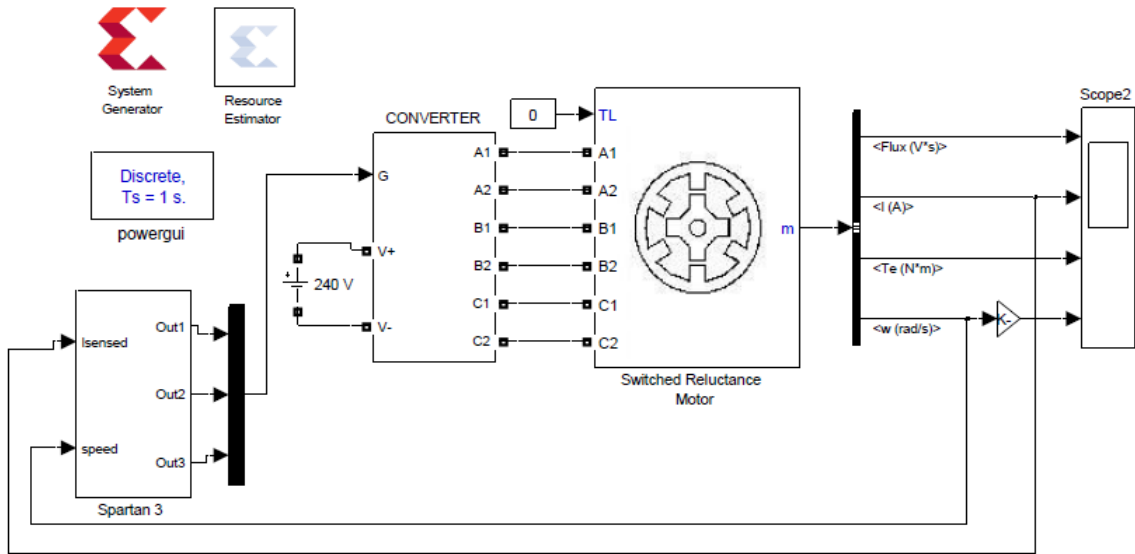 System
Generator
Resource
Estimator
Discrete,
Ts = 1 s.
powergui
CONVERTER
G
V+
V-
A1
A2
B1
B2
C1
C2
240 V
0
TL
A1
A2
B1
B2
C1
C2
m
Switched Reluctance
Motor
<Flux (V*s)>
<I (A)>
<Te (N*m)>
<w (rad/s)>
K-
Scope2
Isensed
speed
Out1
Out2
Out3
Spartan 3